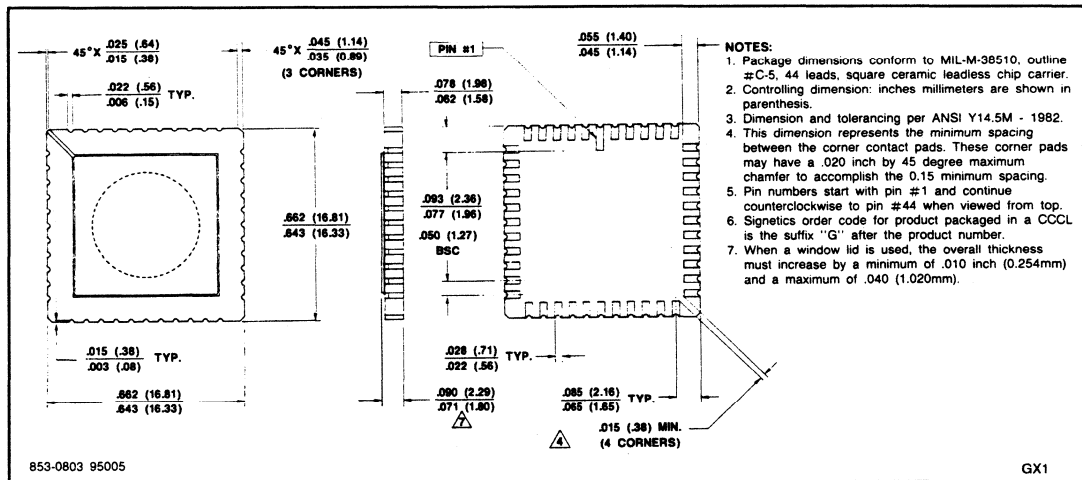 45°X .025 (.64)
.015 (.38)
45°X .045 (1.14)
.035 (0.89)
(3 CORNERS)
PIN #1
.055 (1.40)
.045 (1.14)
.022 (.56)
.006 (.15) TYP.
.078 (1.98)
.062 (1.58)
.662 (16.81)
.643 (16.33)
.093 (2.36)
.077 (1.96)
.050 (1.27)
BSC
.015 (.38)
.003 (.08) TYP.
.662 (16.81)
.643 (16.33)
.028 (.71)
.022 (.56) TYP.
.090 (2.29)
.071 (1.80)
7
.085 (2.16)
.065 (1.65) TYP.
4
.015 (.38) MIN.
(4 CORNERS)
NOTES:
1. Package dimensions conform to MIL-M-38510, outline
#C-5, 44 leads, square ceramic leadless chip carrier.
2. Controlling dimension: inches millimeters are shown in
parenthesis.
3. Dimension and tolerancing per ANSI Y14.5M - 1982.
4. This dimension represents the minimum spacing
between the corner contact pads. These corner pads
may have a .020 inch by 45 degree maximum
chamfer to accomplish the 0.15 minimum spacing.
5. Pin numbers start with pin #1 and continue
counterclockwise to pin #44 when viewed from top.
6. Signetics order code for product packaged in a CCCL
is the suffix "G" after the product number.
7. When a window lid is used, the overall thickness
must increase by a minimum of .010 inch (0.254mm)
and a maximum of .040 (1.020mm).
853-0803 95005
GX1